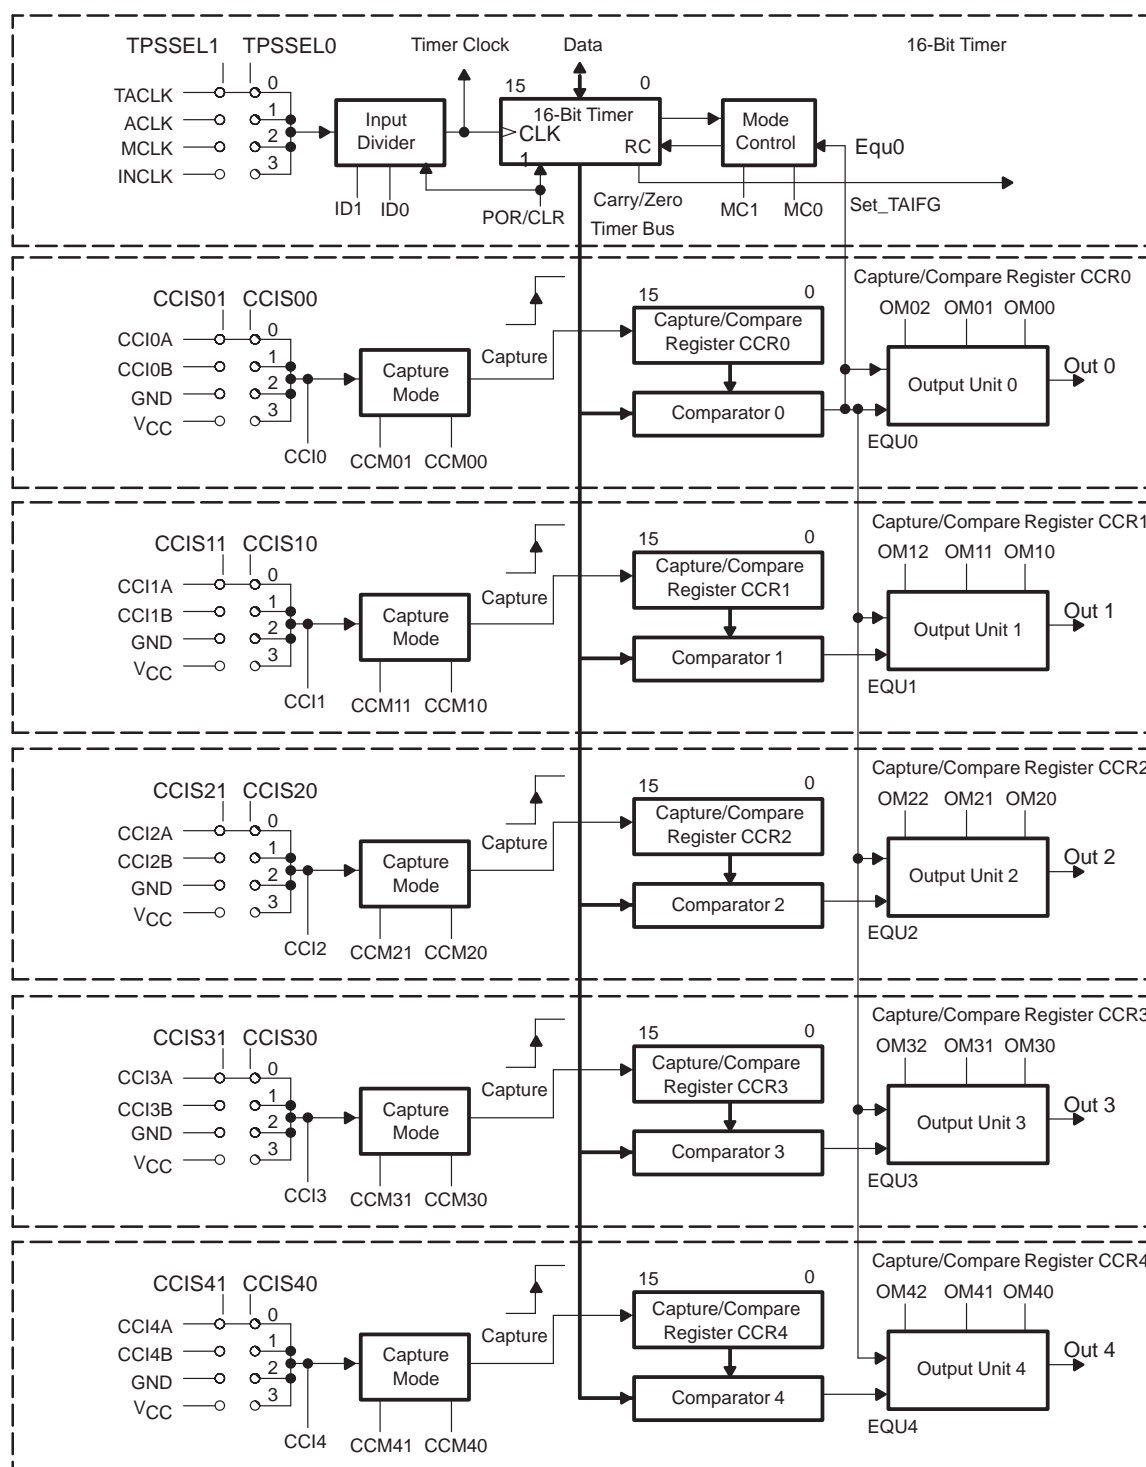 TPSSEL1 TPSSEL0 Timer Clock Data 16-Bit Timer
15 0
TACLK 0
ACLK 1
MCLK 2
INCLK 3
Input
Divider
16-Bit Timer
CLK
RC
1
Mode
Control
Equ0
ID1 ID0
POR/CLR
Carry/Zero
MC1 MC0
Set_TAIFG
Timer Bus
Capture/Compare Register CCR0
CCIS01 CCIS00
15 0
OM02 OM01 OM00
CCI0A 0
CCI0B 1
GND 2
VCC 3
Capture
Mode
Capture
Capture/Compare
Register CCR0
Comparator 0
Output Unit 0
Out 0
EQU0
CCI0
CCM01 CCM00
Capture/Compare Register CCR1
CCIS11 CCIS10
15 0
OM12 OM11 OM10
CCI1A 0
CCI1B 1
GND 2
VCC 3
Capture
Mode
Capture
Capture/Compare
Register CCR1
Comparator 1
Output Unit 1
Out 1
EQU1
CCI1
CCM11 CCM10
Capture/Compare Register CCR2
CCIS21 CCIS20
15 0
OM22 OM21 OM20
CCI2A 0
CCI2B 1
GND 2
VCC 3
Capture
Mode
Capture
Capture/Compare
Register CCR2
Comparator 2
Output Unit 2
Out 2
EQU2
CCI2
CCM21 CCM20
Capture/Compare Register CCR3
CCIS31 CCIS30
15 0
OM32 OM31 OM30
CCI3A 0
CCI3B 1
GND 2
VCC 3
Capture
Mode
Capture
Capture/Compare
Register CCR3
Comparator 3
Output Unit 3
Out 3
EQU3
CCI3
CCM31 CCM30
Capture/Compare Register CCR4
CCIS41 CCIS40
15 0
OM42 OM41 OM40
CCI4A 0
CCI4B 1
GND 2
VCC 3
Capture
Mode
Capture
Capture/Compare
Register CCR4
Comparator 4
Output Unit 4
Out 4
EQU4
CCI4
CCM41 CCM40